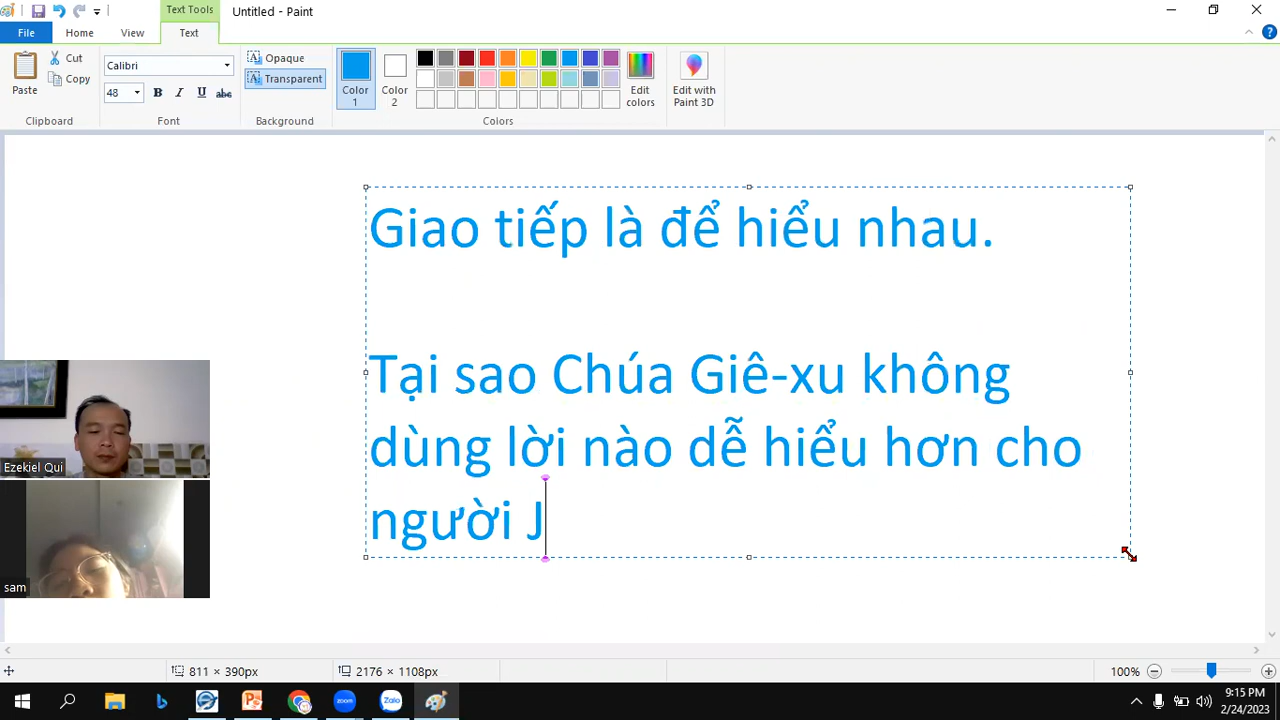 Text Tools
Untitled - Paint
File
Home
View
Text
Paste
Cut
Copy
Calibri
48
B I U abc
Opaque
Transparent
Color 1
Color 2
Edit colors
Edit with Paint 3D
Clipboard
Font
Background
Colors
Giao tiếp là để hiểu nhau.
Tại sao Chúa Giê-xu không
dùng lời nào dễ hiểu hơn cho
người J
Ezekiel Qui
sam
811 × 390px
2176 × 1108px
100%
zoom
Zalo
9:15 PM
2/24/2023